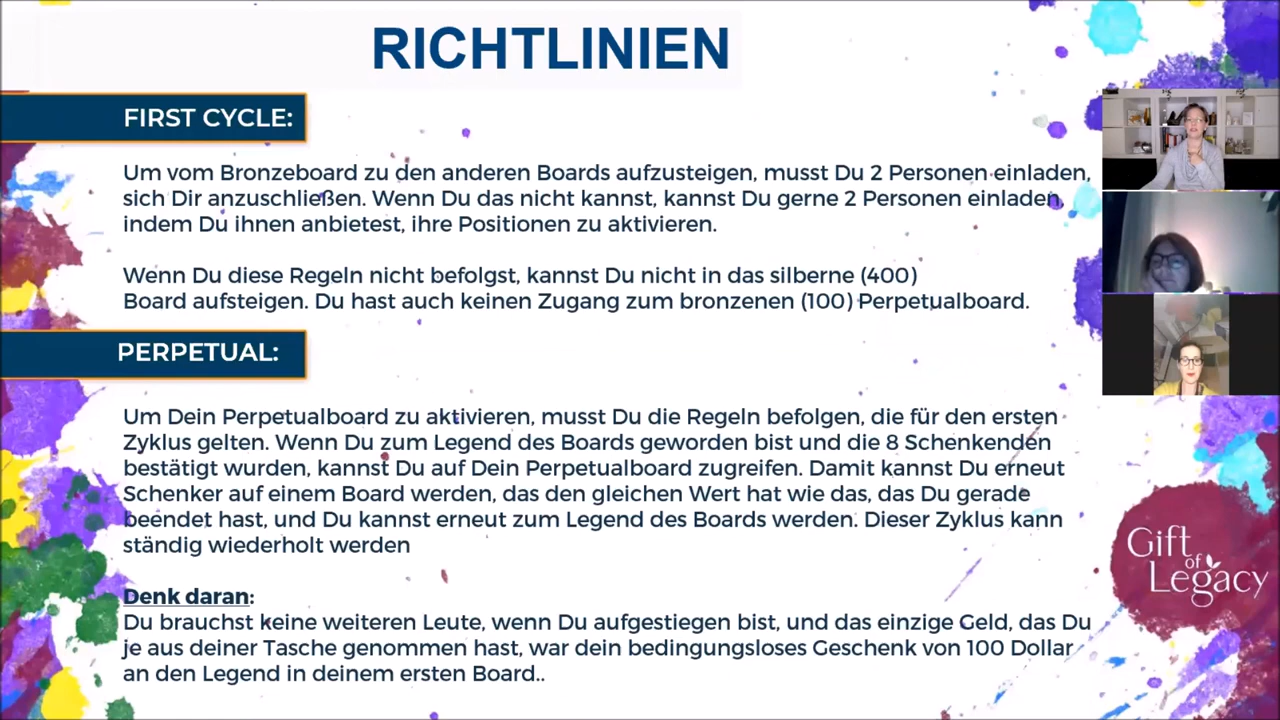 RICHTLINIEN
FIRST CYCLE:
Um vom Bronzeboard zu den anderen Boards aufzusteigen, musst Du 2 Personen einladen,
sich Dir anzuschließen. Wenn Du das nicht kannst, kannst Du gerne 2 Personen einladen,
indem Du ihnen anbietest, ihre Positionen zu aktivieren.
Wenn Du diese Regeln nicht befolgst, kannst Du nicht in das silberne (400)
Board aufsteigen. Du hast auch keinen Zugang zum bronzenen (100) Perpetualboard.
PERPETUAL:
Um Dein Perpetualboard zu aktivieren, musst Du die Regeln befolgen, die für den ersten
Zyklus gelten. Wenn Du zum Legend des Boards geworden bist und die 8 Schenkenden
bestätigt wurden, kannst Du auf Dein Perpetualboard zugreifen. Damit kannst Du erneut
Schenker auf einem Board werden, das den gleichen Wert hat wie das, das Du gerade
beendet hast, und Du kannst erneut zum Legend des Boards werden. Dieser Zyklus kann
ständig wiederholt werden
Denk daran:
Du brauchst keine weiteren Leute, wenn Du aufgestiegen bist, und das einzige Geld, das Du
je aus deiner Tasche genommen hast, war dein bedingungsloses Geschenk von 100 Dollar
an den Legend in deinem ersten Board..
Gift
of
Legacy